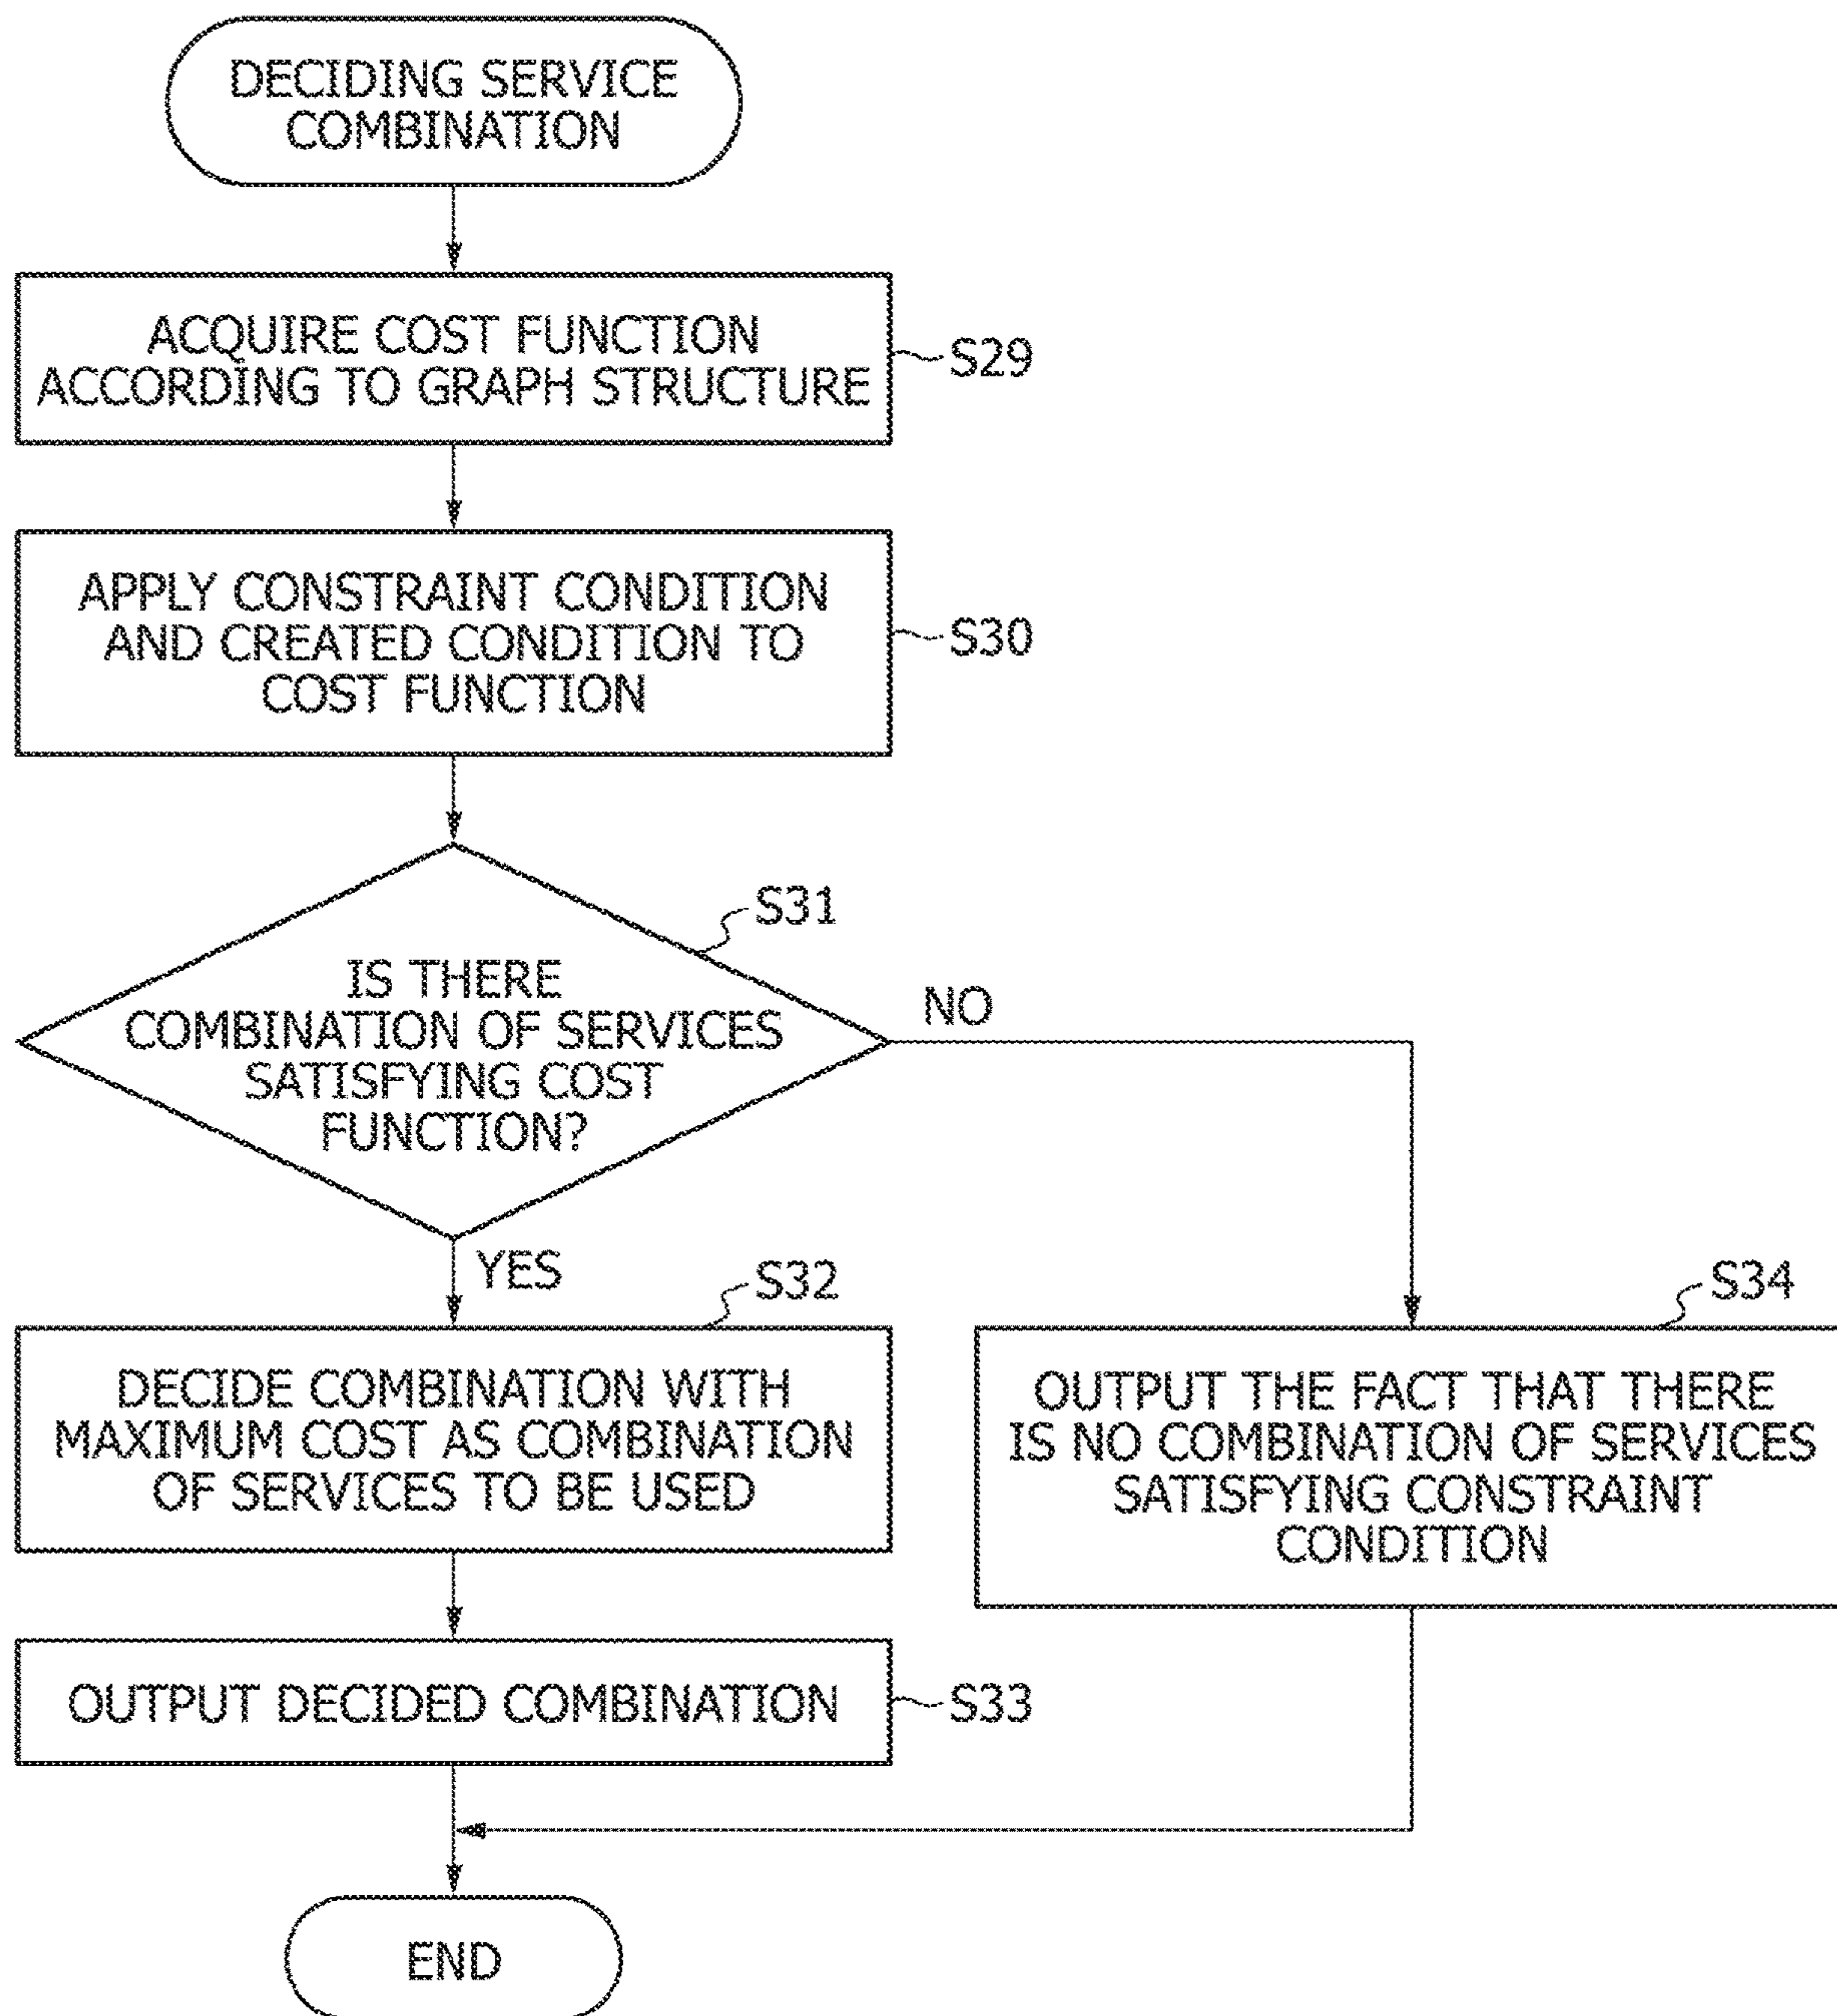 DECIDING SERVICE
COMBINATION
ACQUIRE COST FUNCTION
ACCORDING TO GRAPH STRUCTURE
S29
APPLY CONSTRAINT CONDITION
AND CREATED CONDITION TO
COST FUNCTION
S30
S31
IS THERE
COMBINATION OF SERVICES
SATISFYING COST
FUNCTION?
NO
YES
S32
DECIDE COMBINATION WITH
MAXIMUM COST AS COMBINATION
OF SERVICES TO BE USED
S34
OUTPUT THE FACT THAT THERE
IS NO COMBINATION OF SERVICES
SATISFYING CONSTRAINT
CONDITION
OUTPUT DECIDED COMBINATION
S33
END